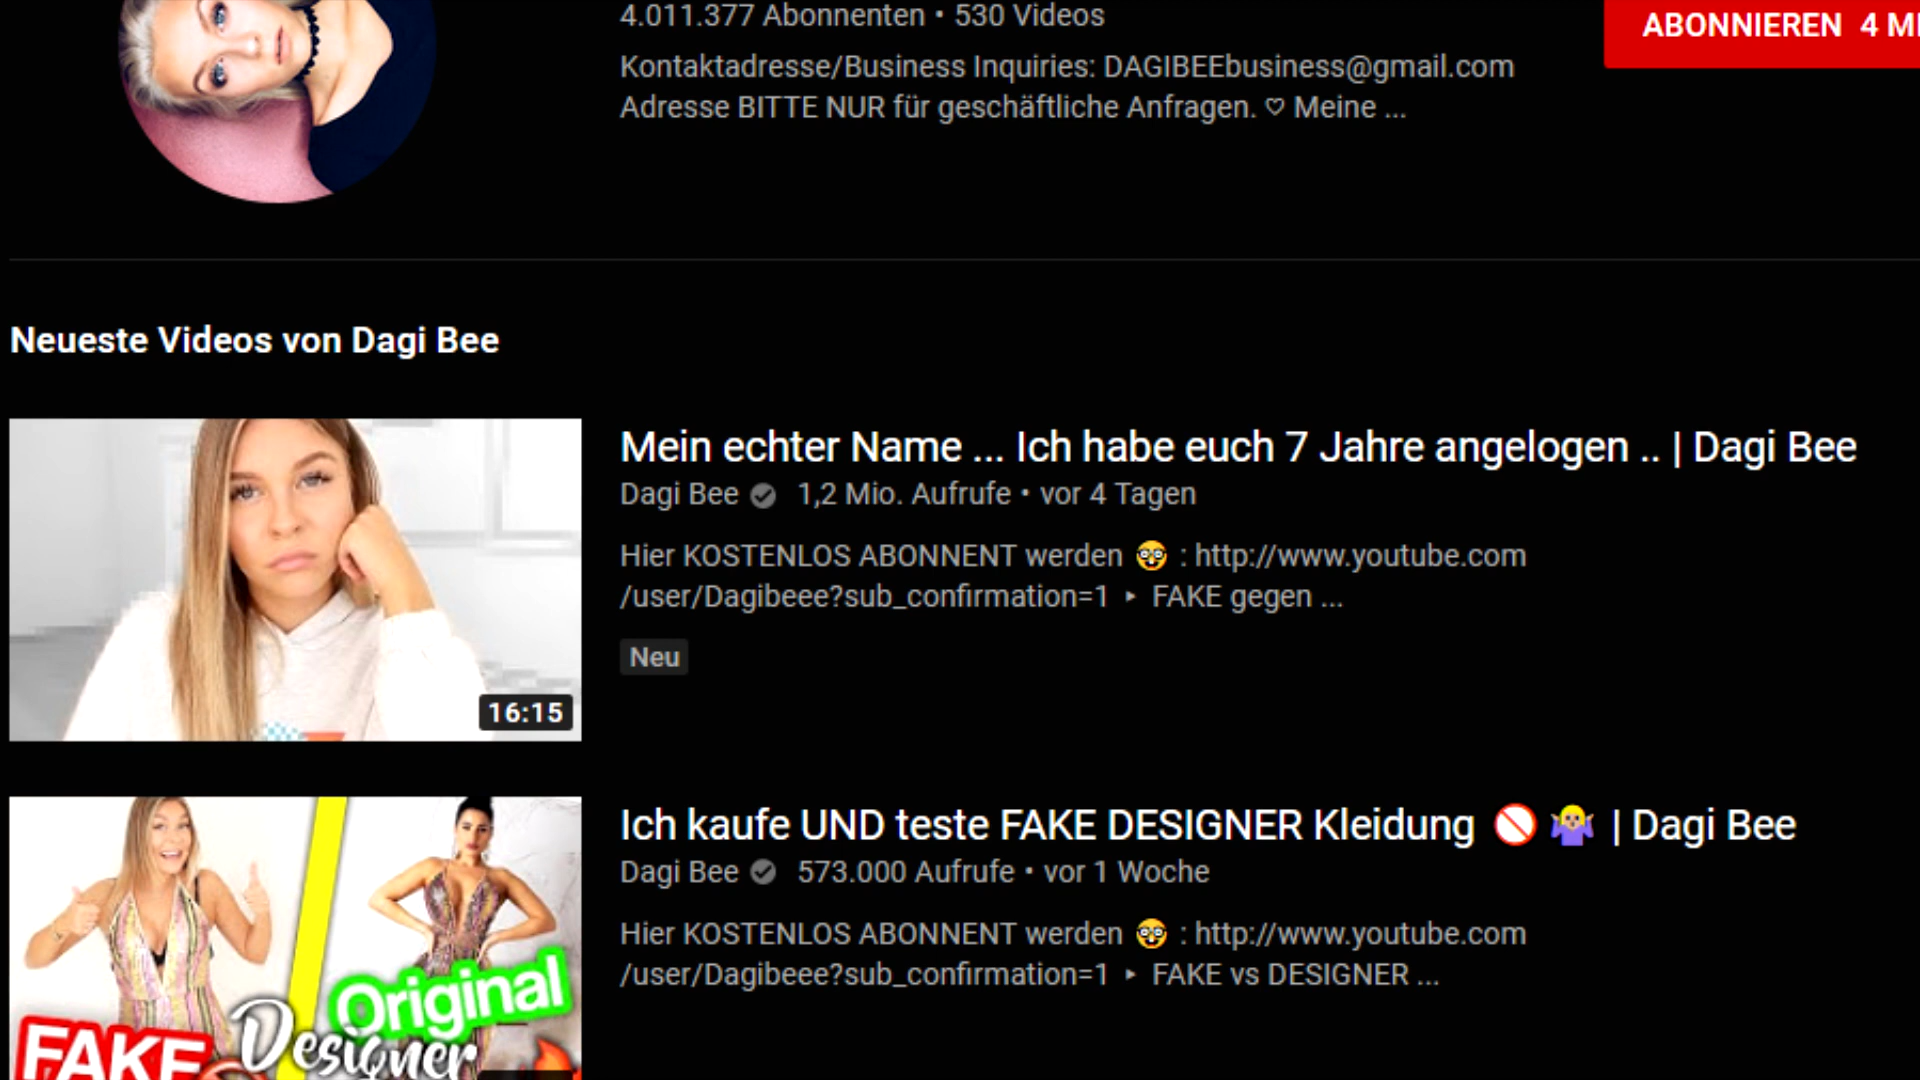 4.011.377 Abonnenten • 530 Videos
ABONNIEREN 4
Kontaktadresse/Business Inquiries: DAGIBEEbusiness@gmail.com
Adresse BITTE NUR für geschäftliche Anfragen. ♡ Meine ...
Neueste Videos von Dagi Bee
Mein echter Name ... Ich habe euch 7 Jahre angelogen .. | Dagi Bee
Dagi Bee 1,2 Mio. Aufrufe • vor 4 Tagen
Hier KOSTENLOS ABONNENT werden 🤓 : http://www.youtube.com
/user/Dagibeee?sub_confirmation=1 ‣ FAKE gegen ...
Neu
16:15
Ich kaufe UND teste FAKE DESIGNER Kleidung 🚫 🤷‍♀️ | Dagi Bee
Dagi Bee 573.000 Aufrufe • vor 1 Woche
Hier KOSTENLOS ABONNENT werden 🤓 : http://www.youtube.com
/user/Dagibeee?sub_confirmation=1 ‣ FAKE vs DESIGNER ...
Original
FAKE
Designer